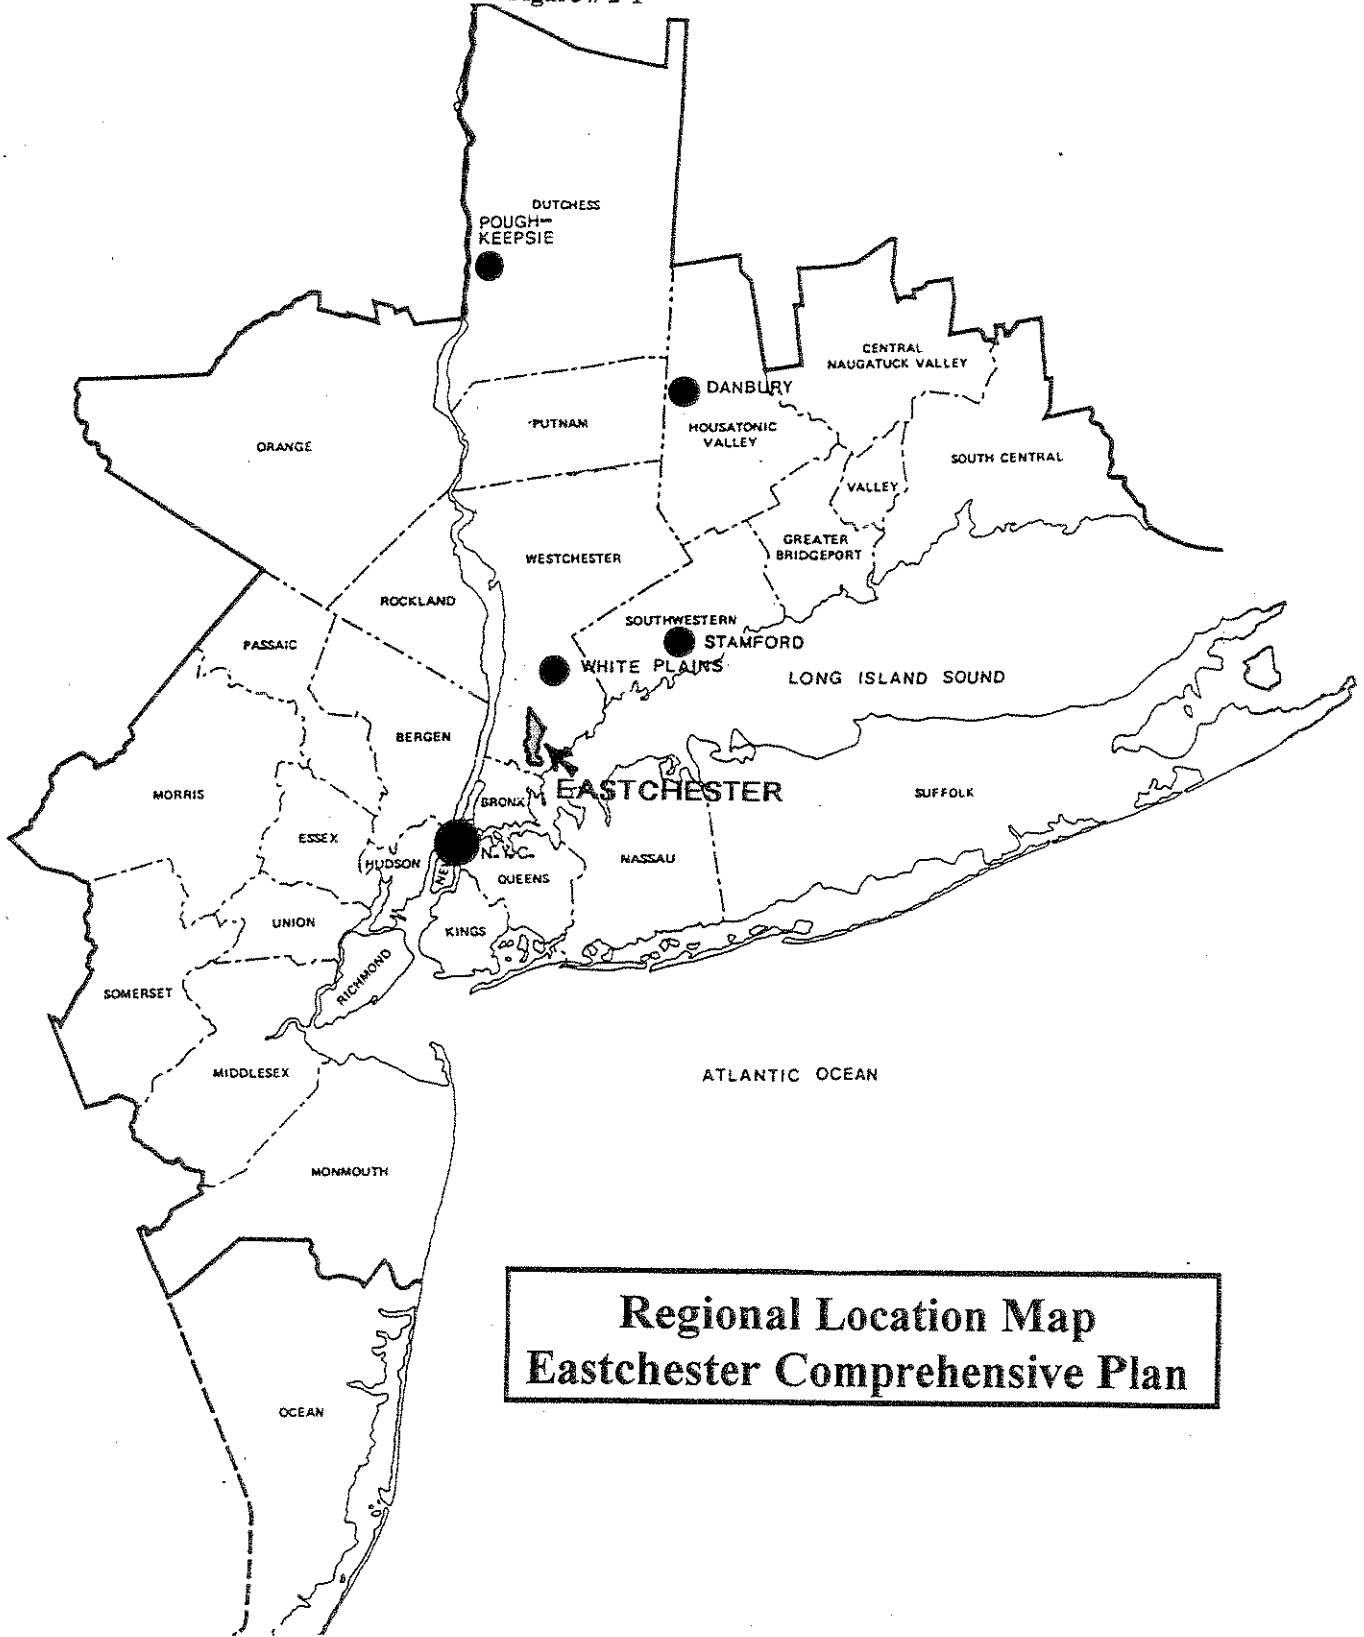 DUTCHESS
POUGH-
KEEPSIE
CENTRAL
NAUGATUCK VALLEY
DANBURY
PUTNAM
HOUSATONIC
VALLEY
ORANGE
SOUTH CENTRAL
VALLEY
GREATER
BRIDGEPORT
WESTCHESTER
ROCKLAND
SOUTHWESTERN
STAMFORD
PASSAIC
WHITE PLAINS
LONG ISLAND SOUND
BERGEN
EASTCHESTER
MORRIS
BRONX
SUFFOLK
ESSEX
HUDSON
NASSAU
QUEENS
UNION
KINGS
RICHMOND
SOMERSET
MIDDLESEX
ATLANTIC OCEAN
MONMOUTH
Regional Location Map
Eastchester Comprehensive Plan
OCEAN